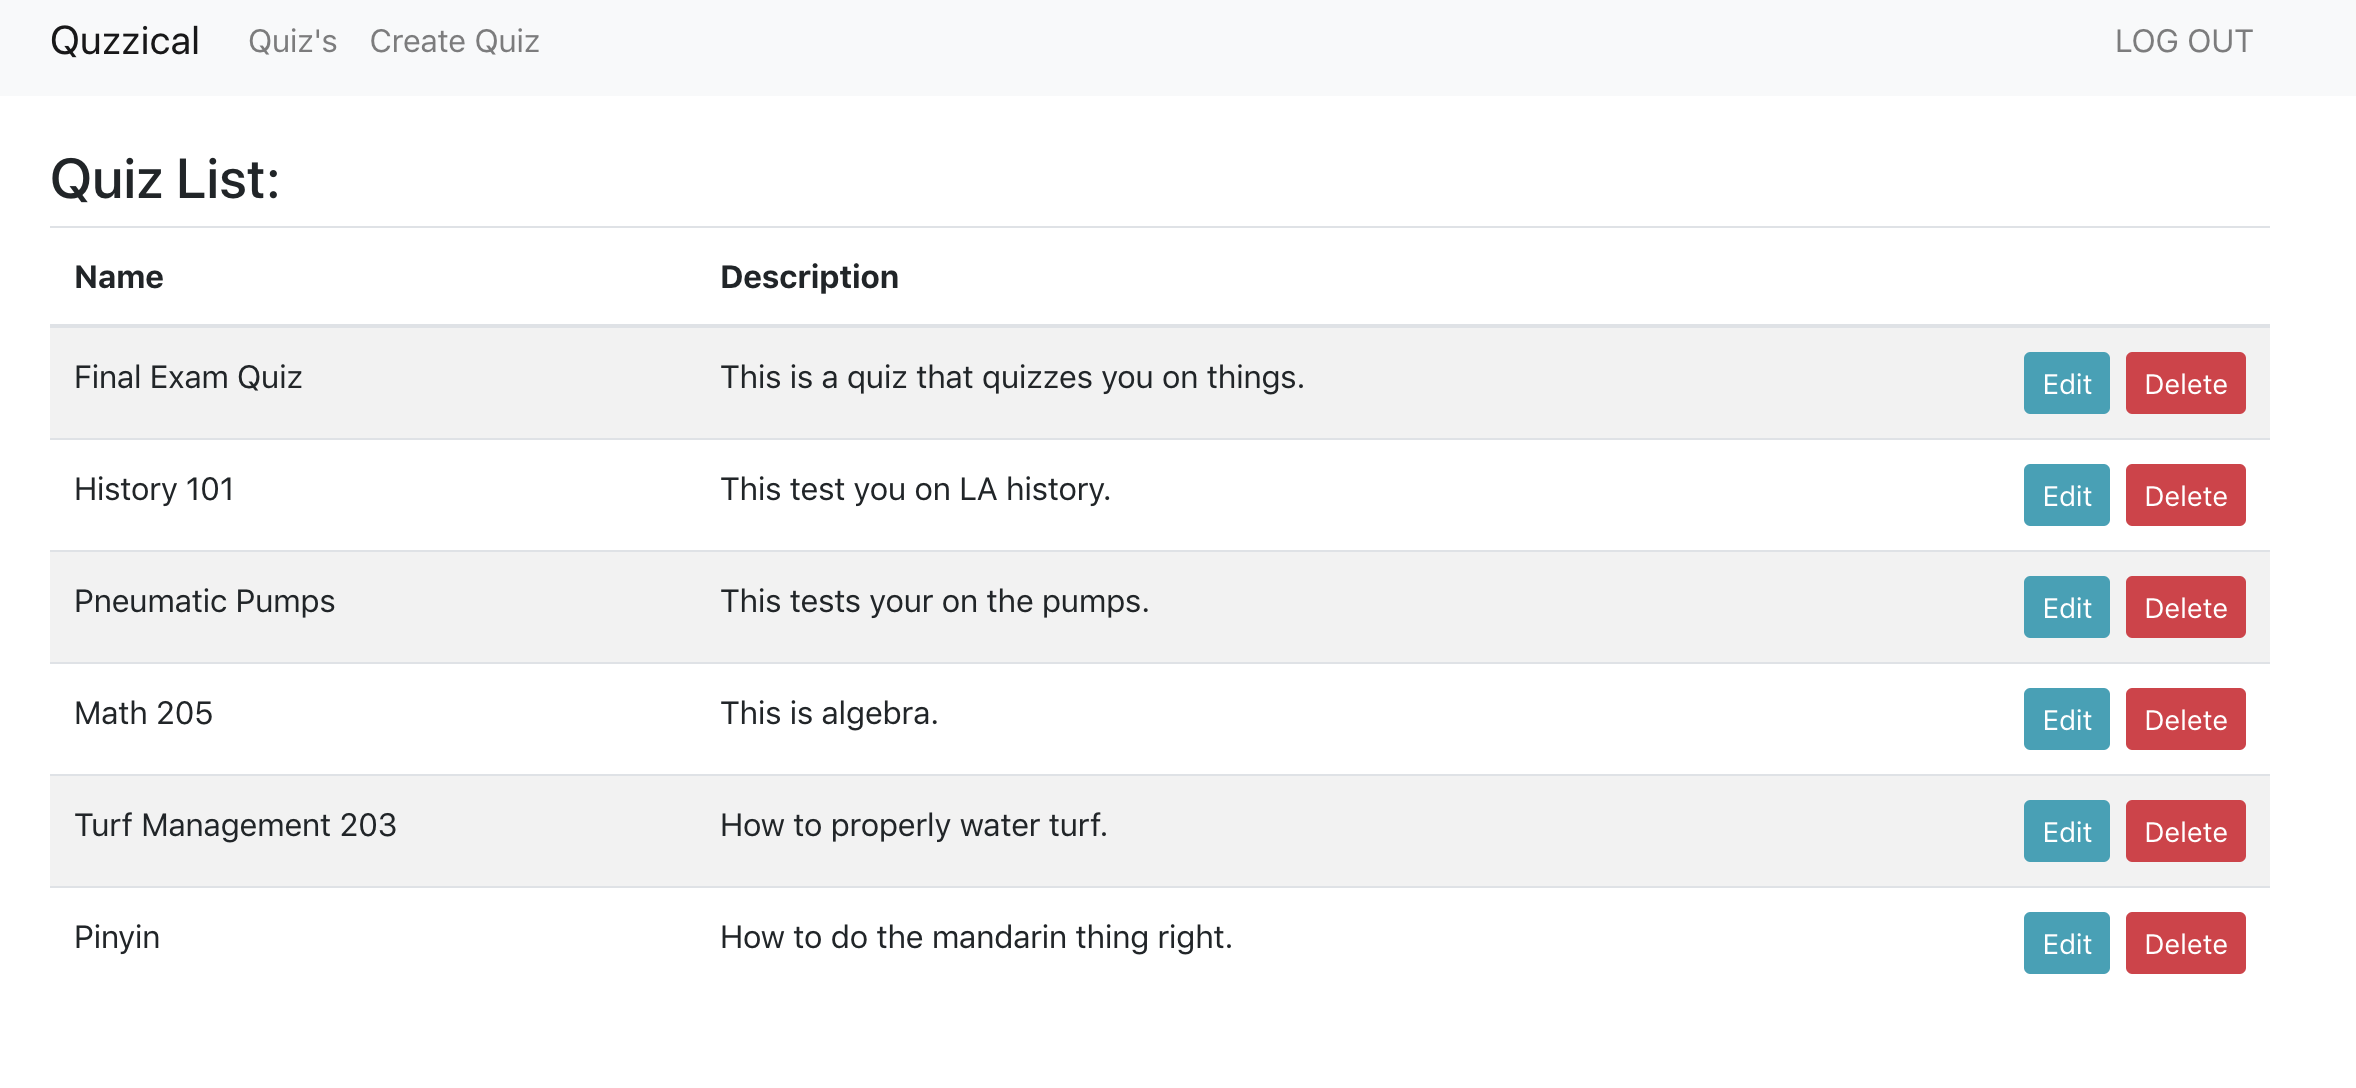 Quzzical Quiz's Create Quiz LOG OUT
Quiz List:
Name Description
Final Exam Quiz This is a quiz that quizzes you on things. Edit Delete
History 101 This test you on LA history. Edit Delete
Pneumatic Pumps This tests your on the pumps. Edit Delete
Math 205 This is algebra. Edit Delete
Turf Management 203 How to properly water turf. Edit Delete
Pinyin How to do the mandarin thing right. Edit Delete